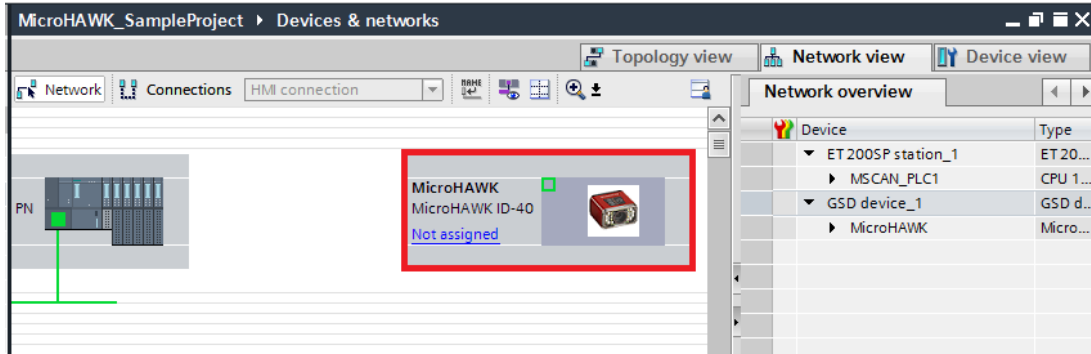 MicroHAWK_SampleProject ▸ Devices & networks
Topology view Network view Device view
Network Connections HMI connection NAME
Network overview
Device Type
ET 200SP station_1 ET 20...
MSCAN_PLC1 CPU 1...
GSD device_1 GSD d...
MicroHAWK Micro...
PN
MicroHAWK
MicroHAWK ID-40
Not assigned